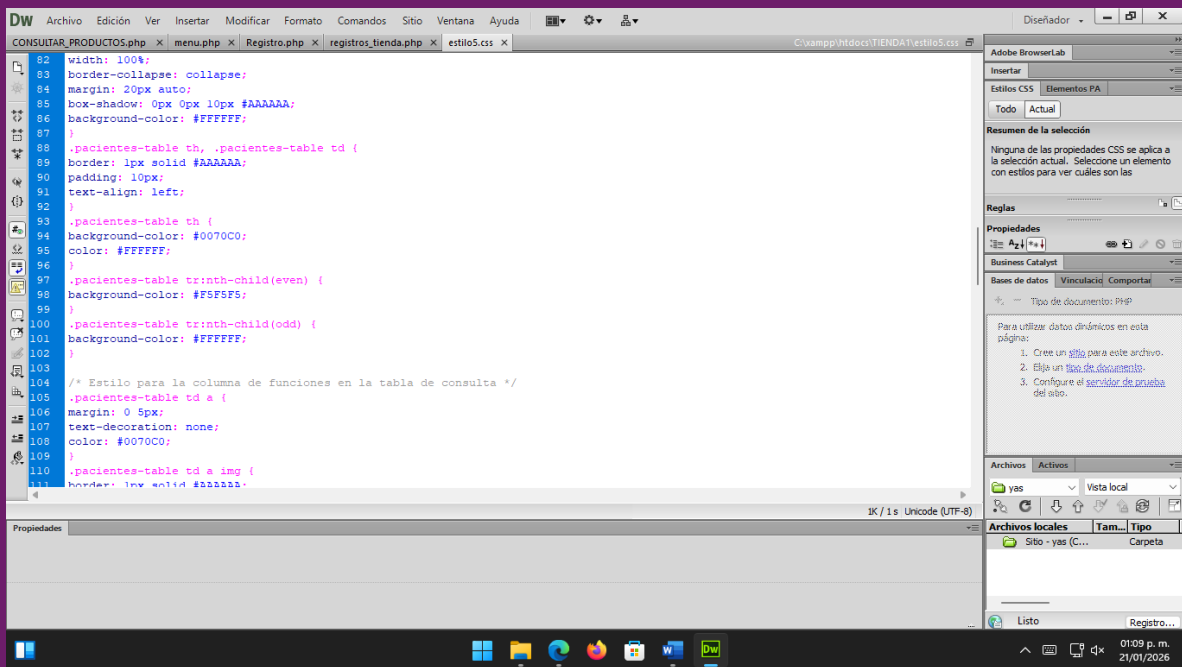 DW Archivo Edición Ver Insertar Modificar Formato Comandos Sitio Ventana Ayuda Diseñador
CONSULTAR_PRODUCTOS.php × menu.php × Registro.php × registros_tienda.php × estilo5.css × C:\xampp\htdocs\TIENDA1\estilo5.css
82 width: 100%;
83 border-collapse: collapse;
84 margin: 20px auto;
85 box-shadow: 0px 0px 10px #AAAAAA;
86 background-color: #FFFFFF;
87 }
88 .pacientes-table th, .pacientes-table td {
89 border: 1px solid #AAAAAA;
90 padding: 10px;
91 text-align: left;
92 }
93 .pacientes-table th {
94 background-color: #0070C0;
95 color: #FFFFFF;
96 }
97 .pacientes-table tr:nth-child(even) {
98 background-color: #F5F5F5;
99 }
100 .pacientes-table tr:nth-child(odd) {
101 background-color: #FFFFFF;
102 }
103
104 /* Estilo para la columna de funciones en la tabla de consulta */
105 .pacientes-table td a {
106 margin: 0 5px;
107 text-decoration: none;
108 color: #0070C0;
109 }
110 .pacientes-table td a img {
111 border: 1px solid #AAAAAA;
1K / 1 s Unicode (UTF-8)
Propiedades
Adobe BrowserLab
Insertar
Estilos CSS Elementos PA
Todo Actual
Resumen de la selección
Ninguna de las propiedades CSS se aplica a
la selección actual. Seleccione un elemento
con estilos para ver cuáles son las
Reglas
Propiedades
Business Catalyst
Bases de datos Vinculacio Comportar
Tipo de documento: PHP
Para utilizar datos dinámicos en esta
página:
1. Cree un sitio para este archivo.
2. Elija un tipo de documento.
3. Configure el servidor de prueba
del sitio.
Archivos Activos
yas Vista local
Archivos locales Tam... Tipo
Sitio - yas (C... Carpeta
Listo Registro...
01:09 p. m.
21/01/2026